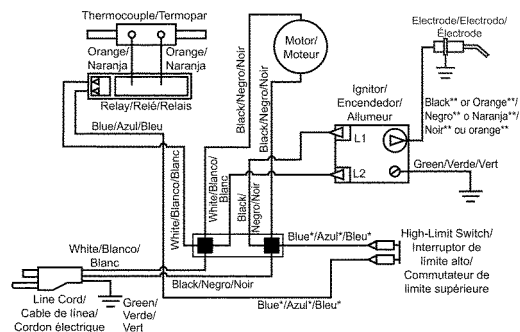 Thermocouple/Termopar
Orange/
Naranja
Orange/
Naranja
Relay/Relé/Relais
Blue/Azul/Bleu
Black/Negro/Noir
Black/Negro/Noir
Motor/
Moteur
Electrode/Electrodo/
Électrode
Ignitor/
Encendedor/
Allumeur
Black** or Orange**/
Negro** o Naranja**/
Noir** ou orange**
L1
L2
Green/Verde/Vert
White/Blanco/Blanc
White/Blanco/
Blanc
Black/
Negro/Noir
White/Blanco/
Blanc
Black/Negro/Noir
Blue*/Azul*/Bleu*
Blue*/Azul*/Bleu*
High-Limit Switch/
Interruptor de
limite alto/
Commutateur de
limite supérieure
Line Cord/
Cable de línea/
Cordon électrique
Green/
Verde/
Vert